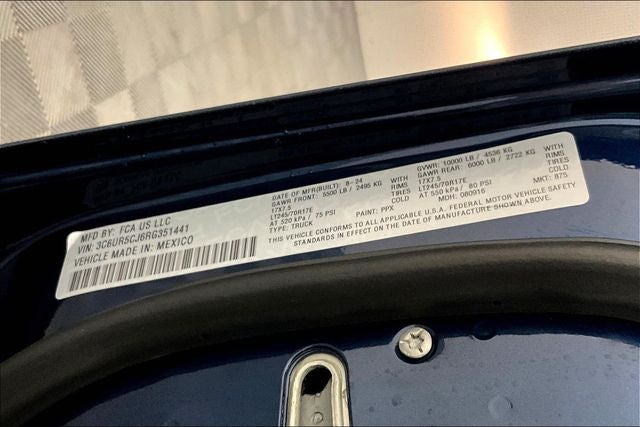 MFD BY: FCA US LLC
VIN: 3C6UR5CJ6RG351441
VEHICLE MADE IN: MEXICO
DATE OF MFR(BUILT): 8-24
GAWR FRONT: 5500 LB / 2495 KG WITH
17X7.5 RIMS
LT245/70R17E TIRES
AT 520 kPa / 75 PSI COLD
TYPE: TRUCK PAINT: PPX
GVWR: 10000 LB / 4536 KG
GAWR REAR: 6000 LB / 2722 KG WITH
17X7.5 RIMS
LT245/70R17E TIRES
AT 550 kPa / 80 PSI COLD
MDH: 080016 MKT: 875
THIS VEHICLE CONFORMS TO ALL APPLICABLE U.S.A. FEDERAL MOTOR VEHICLE SAFETY
STANDARDS IN EFFECT ON THE DATE OF MANUFACTURE SHOWN ABOVE.